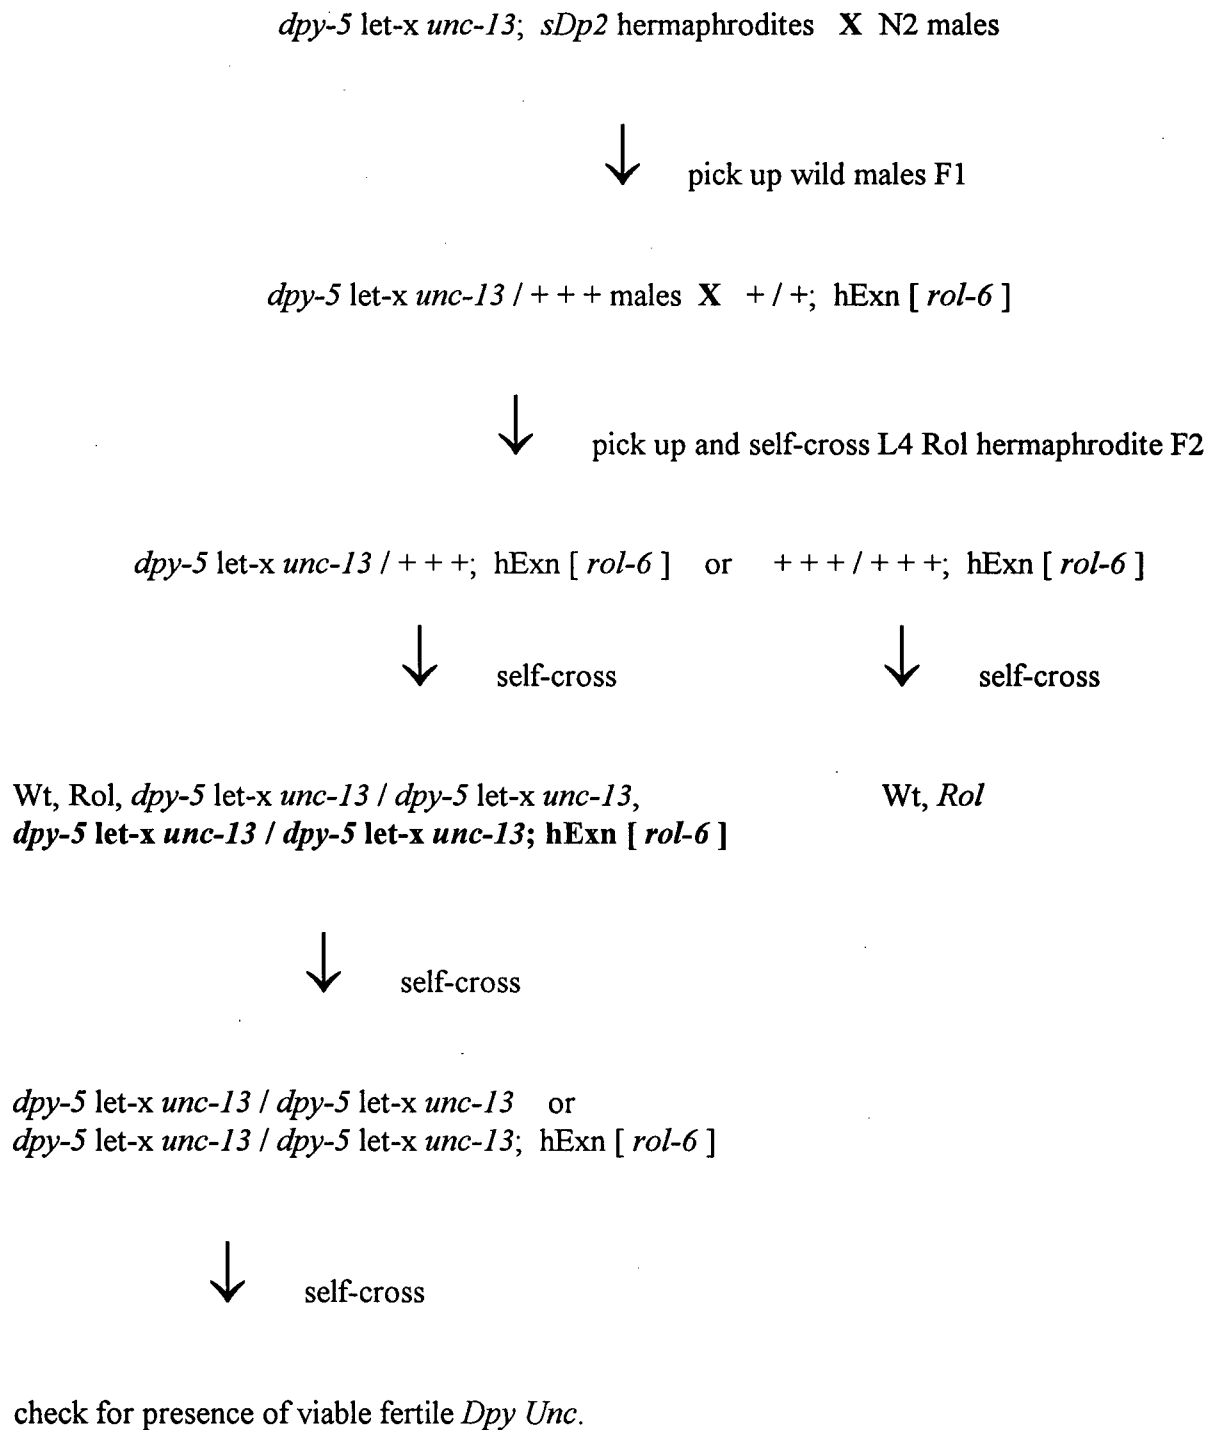 dpy-5 let-x unc-13; sDp2 hermaphrodites X N2 males
pick up wild males F1
dpy-5 let-x unc-13 / + + + males X + / +; hExn [ rol-6 ]
pick up and self-cross L4 Rol hermaphrodite F2
dpy-5 let-x unc-13 / + + +; hExn [ rol-6 ] or + + + / + + +; hExn [ rol-6 ]
self-cross self-cross
Wt, Rol, dpy-5 let-x unc-13 / dpy-5 let-x unc-13, Wt, Rol
dpy-5 let-x unc-13 / dpy-5 let-x unc-13; hExn [ rol-6 ]
self-cross
dpy-5 let-x unc-13 / dpy-5 let-x unc-13 or
dpy-5 let-x unc-13 / dpy-5 let-x unc-13; hExn [ rol-6 ]
self-cross
check for presence of viable fertile Dpy Unc.